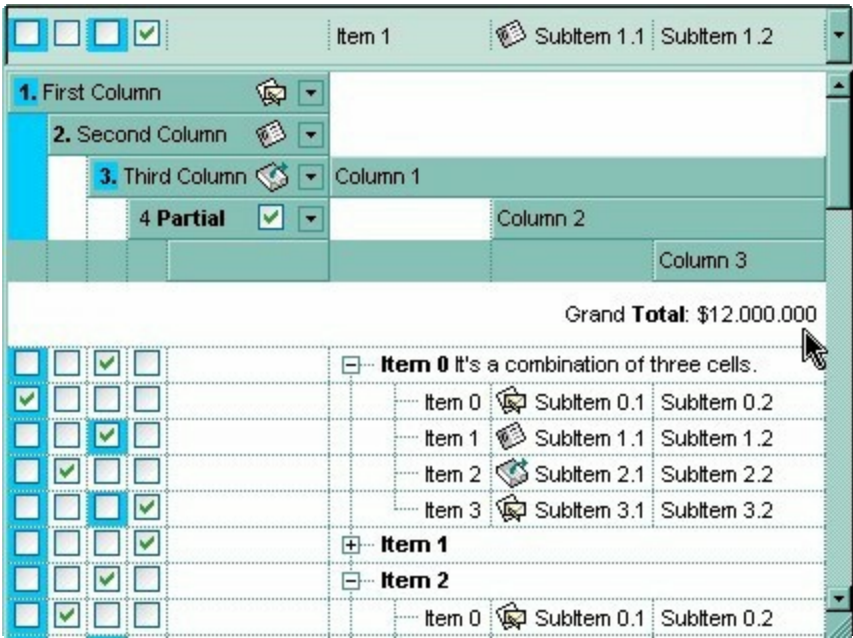 Item 1 SubItem 1.1 SubItem 1.2
1. First Column
2. Second Column
3. Third Column Column 1
4 Partial Column 2
Column 3
Grand Total: $12.000.000
Item 0 It's a combination of three cells.
Item 0 SubItem 0.1 SubItem 0.2
Item 1 SubItem 1.1 SubItem 1.2
Item 2 SubItem 2.1 SubItem 2.2
Item 3 SubItem 3.1 SubItem 3.2
Item 1
Item 2
Item 0 SubItem 0.1 SubItem 0.2